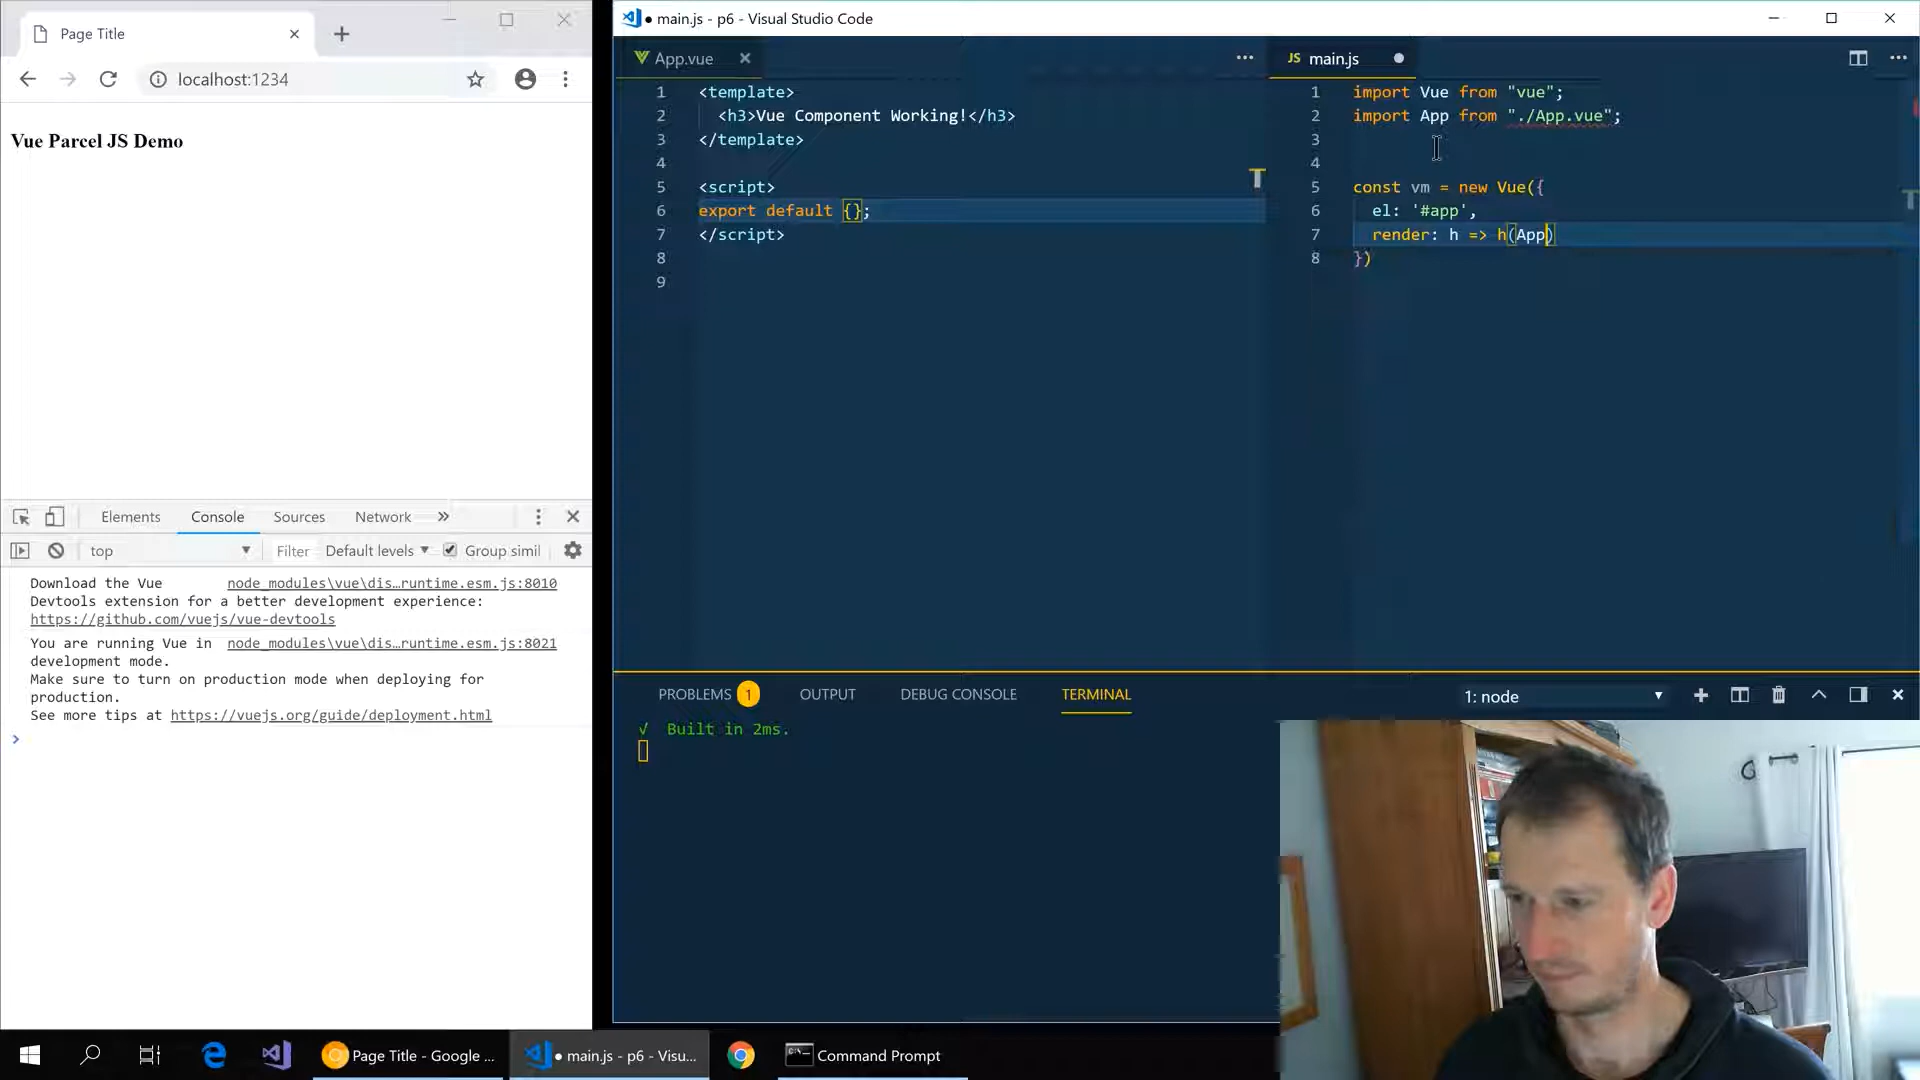 Page Title
localhost:1234
Vue Parcel JS Demo
Elements
Console
Sources
Network
top
Filter
Default levels
Group simil
Download the Vue node_modules\vue\dis…runtime.esm.js:8010
Devtools extension for a better development experience:
https://github.com/vuejs/vue-devtools
You are running Vue in node_modules\vue\dis…runtime.esm.js:8021
development mode.
Make sure to turn on production mode when deploying for
production.
See more tips at https://vuejs.org/guide/deployment.html
>
● main.js - p6 - Visual Studio Code
App.vue
1 <template>
2 <h3>Vue Component Working!</h3>
3 </template>
4
5 <script>
6 export default {};
7 </script>
8
9
JS main.js
1 import Vue from "vue";
2 import App from "./App.vue";
3
4
5 const vm = new Vue({
6 el: '#app',
7 render: h => h(App)
8 })
PROBLEMS 1
OUTPUT
DEBUG CONSOLE
TERMINAL
1: node
√ Built in 2ms.
Page Title - Google ...
● main.js - p6 - Visu...
Command Prompt